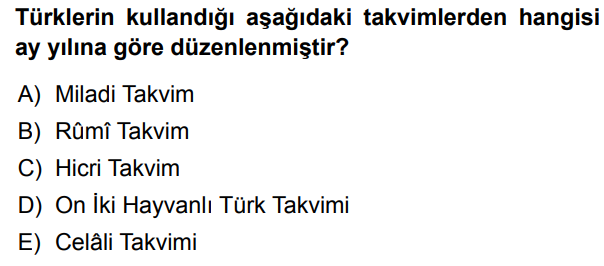 Türklerin kullandığı aşağıdaki takvimlerden hangisi
ay yılına göre düzenlenmiştir?
A) Miladi Takvim
B) Rûmî Takvim
C) Hicri Takvim
D) On İki Hayvanlı Türk Takvimi
E) Celâli Takvimi